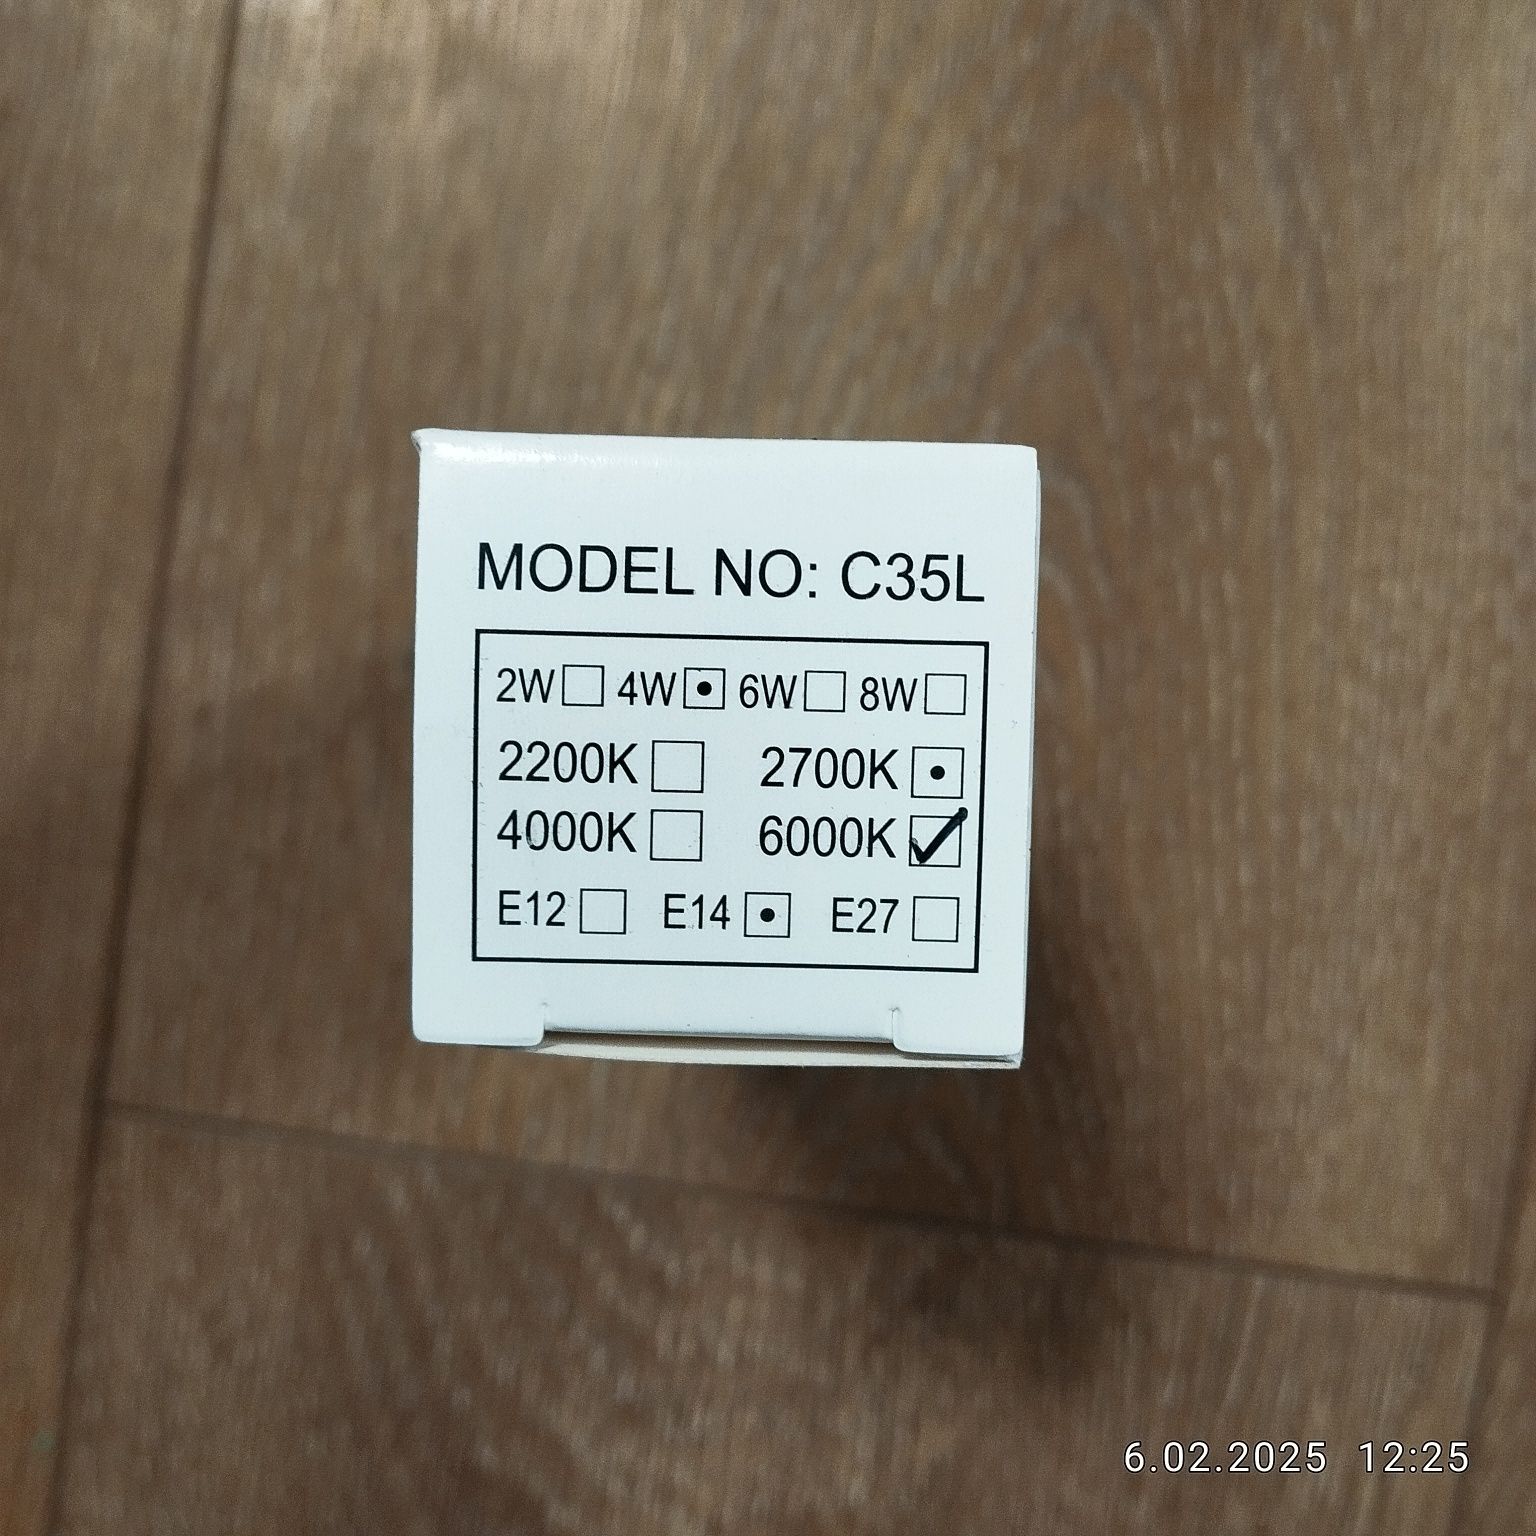 MODEL NO: C35L
2W☐ 4W⊡ 6W☐ 8W☐
2200K☐ 2700K⊡
4000K☐ 6000K☑
E12☐ E14⊡ E27☐
6.02.2025 12:25